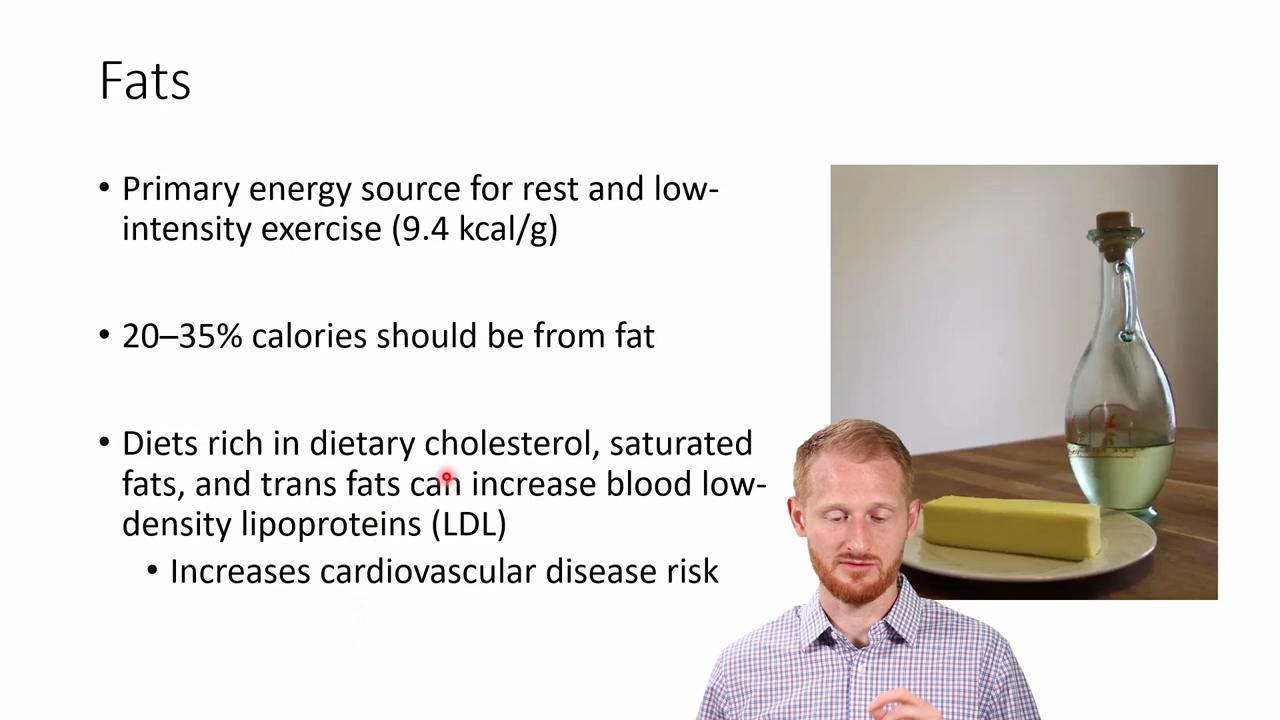 Fats
• Primary energy source for rest and low-
intensity exercise (9.4 kcal/g)
• 20–35% calories should be from fat
• Diets rich in dietary cholesterol, saturated
fats, and trans fats can increase blood low-
density lipoproteins (LDL)
• Increases cardiovascular disease risk